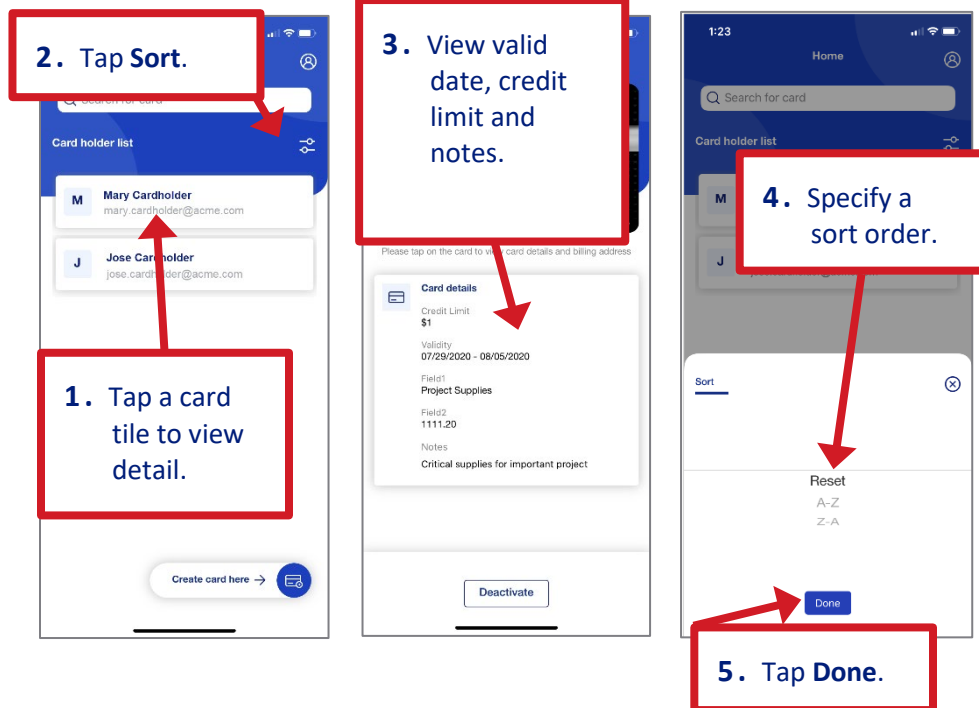 2. Tap Sort.
Search for card
Card holder list
M
Mary Cardholder
mary.cardholder@acme.com
J
Jose Cardholder
jose.cardholder@acme.com
1. Tap a card
tile to view
detail.
Create card here →
3. View valid
date, credit
limit and
notes.
Please tap on the card to view card details and billing address
Card details
Credit Limit
$1
Validity
07/29/2020 - 08/05/2020
Field1
Project Supplies
Field2
1111.20
Notes
Critical supplies for important project
Deactivate
1:23
Home
Search for card
Card holder list
M
J
4. Specify a
sort order.
Sort
Reset
A-Z
Z-A
Done
5. Tap Done.